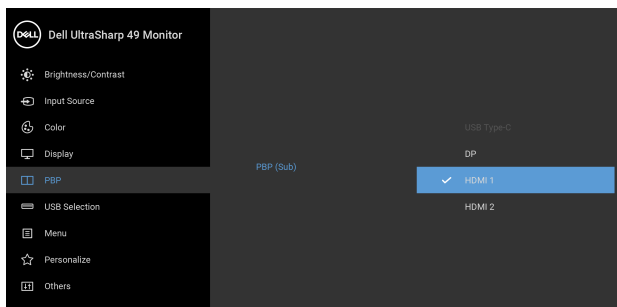 DELL Dell UltraSharp 49 Monitor
Brightness/Contrast
Input Source
Color
Display
PBP
USB Selection
Menu
Personalize
Others
PBP (Sub)
USB Type-C
DP
HDMI 1
HDMI 2